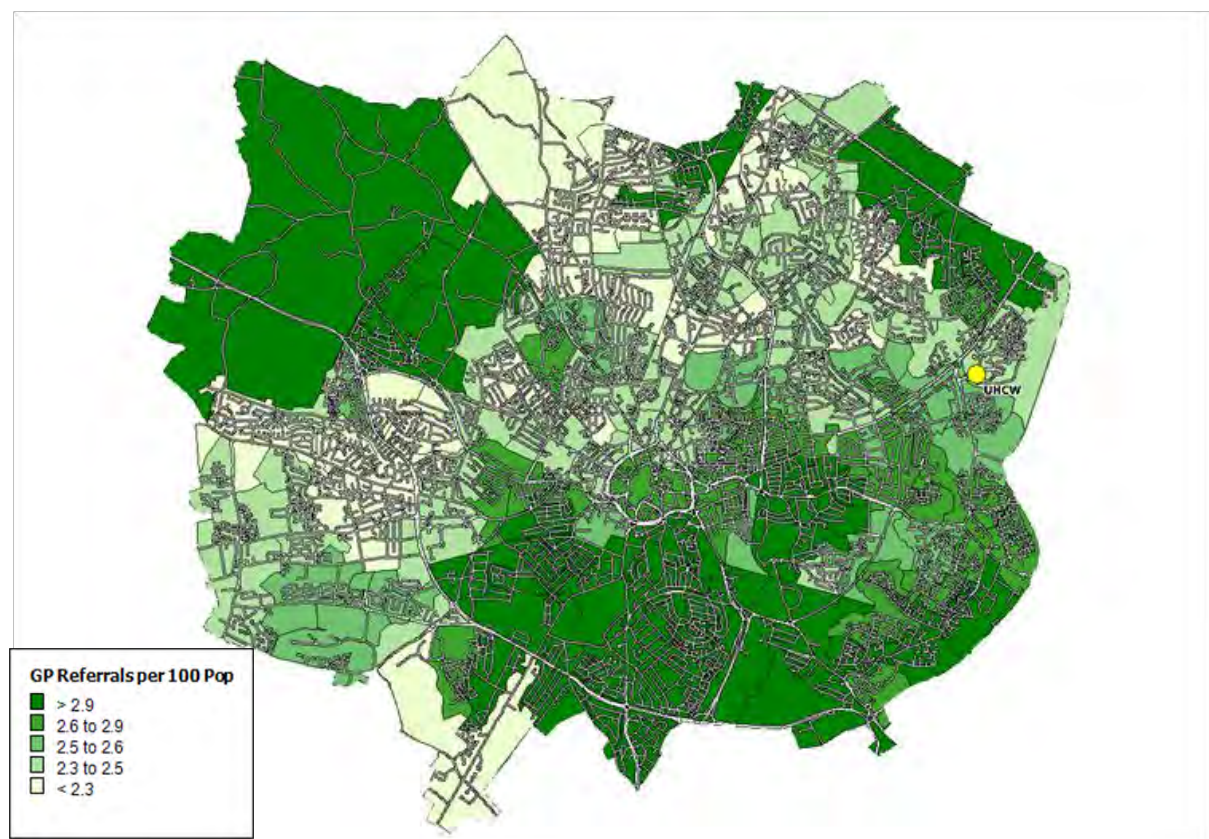 UHCW
GP Referrals per 100 Pop
> 2.9
2.6 to 2.9
2.5 to 2.6
2.3 to 2.5
< 2.3